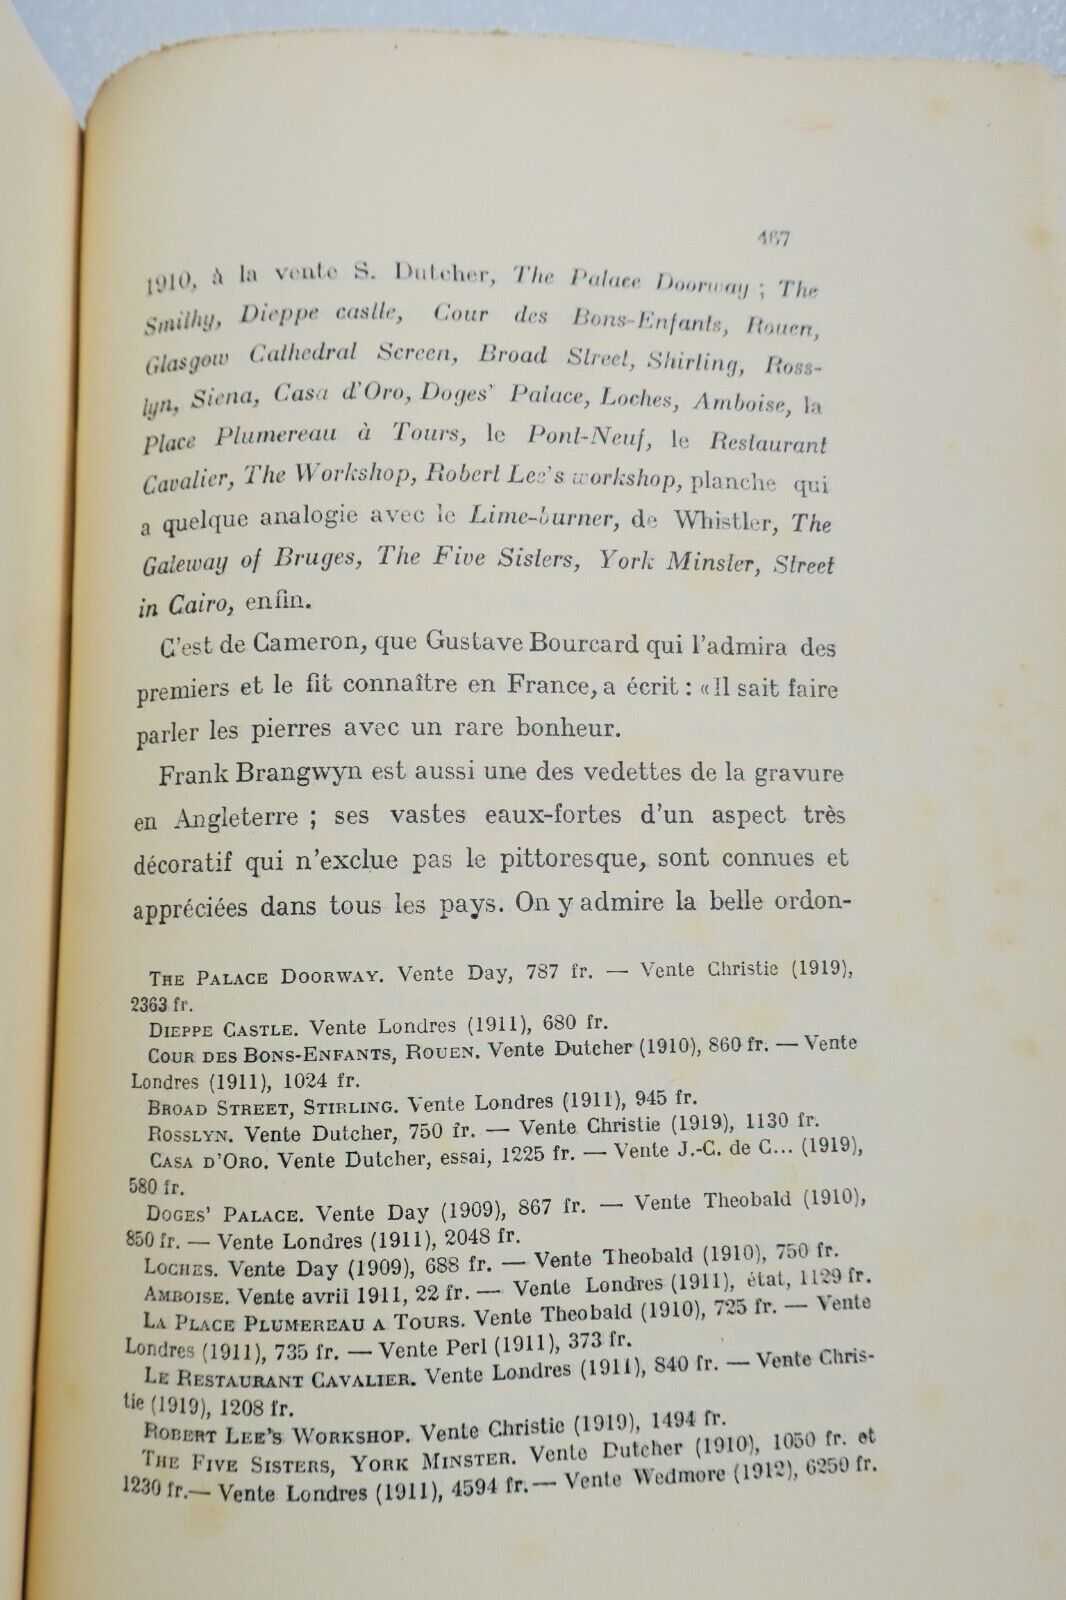 467
1910, à la vente S. Dutcher, The Palace Doorway ; The
Smithy, Dieppe castle, Cour des Bons-Enfants, Rouen,
Glasgow Cathedral Screen, Broad Street, Shirling, Ross-
lyn, Siena, Casa d'Oro, Doges' Palace, Loches, Amboise, la
Place Plumereau à Tours, le Pont-Neuf, le Restaurant
Cavalier, The Workshop, Robert Lee's workshop, planche qui
a quelque analogie avec le Lime-burner, de Whistler, The
Gateway of Bruges, The Five Sisters, York Minster, Street
in Cairo, enfin.
C'est de Cameron, que Gustave Bourcard qui l'admira des
premiers et le fit connaître en France, a écrit : « Il sait faire
parler les pierres avec un rare bonheur.
Frank Brangwyn est aussi une des vedettes de la gravure
en Angleterre ; ses vastes eaux-fortes d'un aspect très
décoratif qui n'exclue pas le pittoresque, sont connues et
appréciées dans tous les pays. On y admire la belle ordon-
THE PALACE DOORWAY. Vente Day, 787 fr. — Vente Christie (1919),
2363 fr.
DIEPPE CASTLE. Vente Londres (1911), 680 fr.
COUR DES BONS-ENFANTS, ROUEN. Vente Dutcher (1910), 860 fr. — Vente
Londres (1911), 1024 fr.
BROAD STREET, STIRLING. Vente Londres (1911), 945 fr.
ROSSLYN. Vente Dutcher, 750 fr. — Vente Christie (1919), 1130 fr.
CASA D'ORO. Vente Dutcher, essai, 1225 fr. — Vente J.-C. de C... (1919),
580 fr.
DOGES' PALACE. Vente Day (1909), 867 fr. — Vente Theobald (1910),
850 fr. — Vente Londres (1911), 2048 fr.
LOCHES. Vente Day (1909), 688 fr. — Vente Theobald (1910), 750 fr.
AMBOISE. Vente avril 1911, 22 fr. — Vente Londres (1911), état, 1129 fr.
LA PLACE PLUMEREAU A TOURS. Vente Theobald (1910), 725 fr. — Vente
Londres (1911), 735 fr. — Vente Perl (1911), 373 fr.
LE RESTAURANT CAVALIER. Vente Londres (1911), 840 fr. — Vente Chris-
tie (1919), 1208 fr.
ROBERT LEE'S WORKSHOP. Vente Christie (1919), 1494 fr.
THE FIVE SISTERS, YORK MINSTER. Vente Dutcher (1910), 1050 fr. et
1230 fr.— Vente Londres (1911), 4594 fr.— Vente Wedmore (1912), 6250 fr.